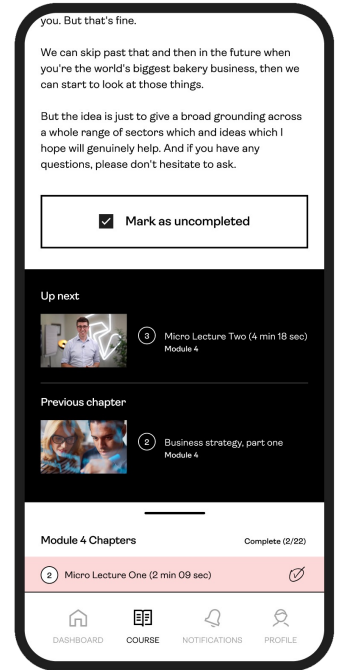 you. But that's fine.
We can skip past that and then in the future when
you're the world's biggest bakery business, then we
can start to look at those things.
But the idea is just to give a broad grounding across
a whole range of sectors which and ideas which I
hope will genuinely help. And if you have any
questions, please don't hesitate to ask.
Mark as uncompleted
Up next
3 Micro Lecture Two (4 min 18 sec)
Module 4
Previous chapter
2 Business strategy, part one
Module 4
Module 4 Chapters Complete (2/22)
2 Micro Lecture One (2 min 09 sec)
DASHBOARD COURSE NOTIFICATIONS PROFILE